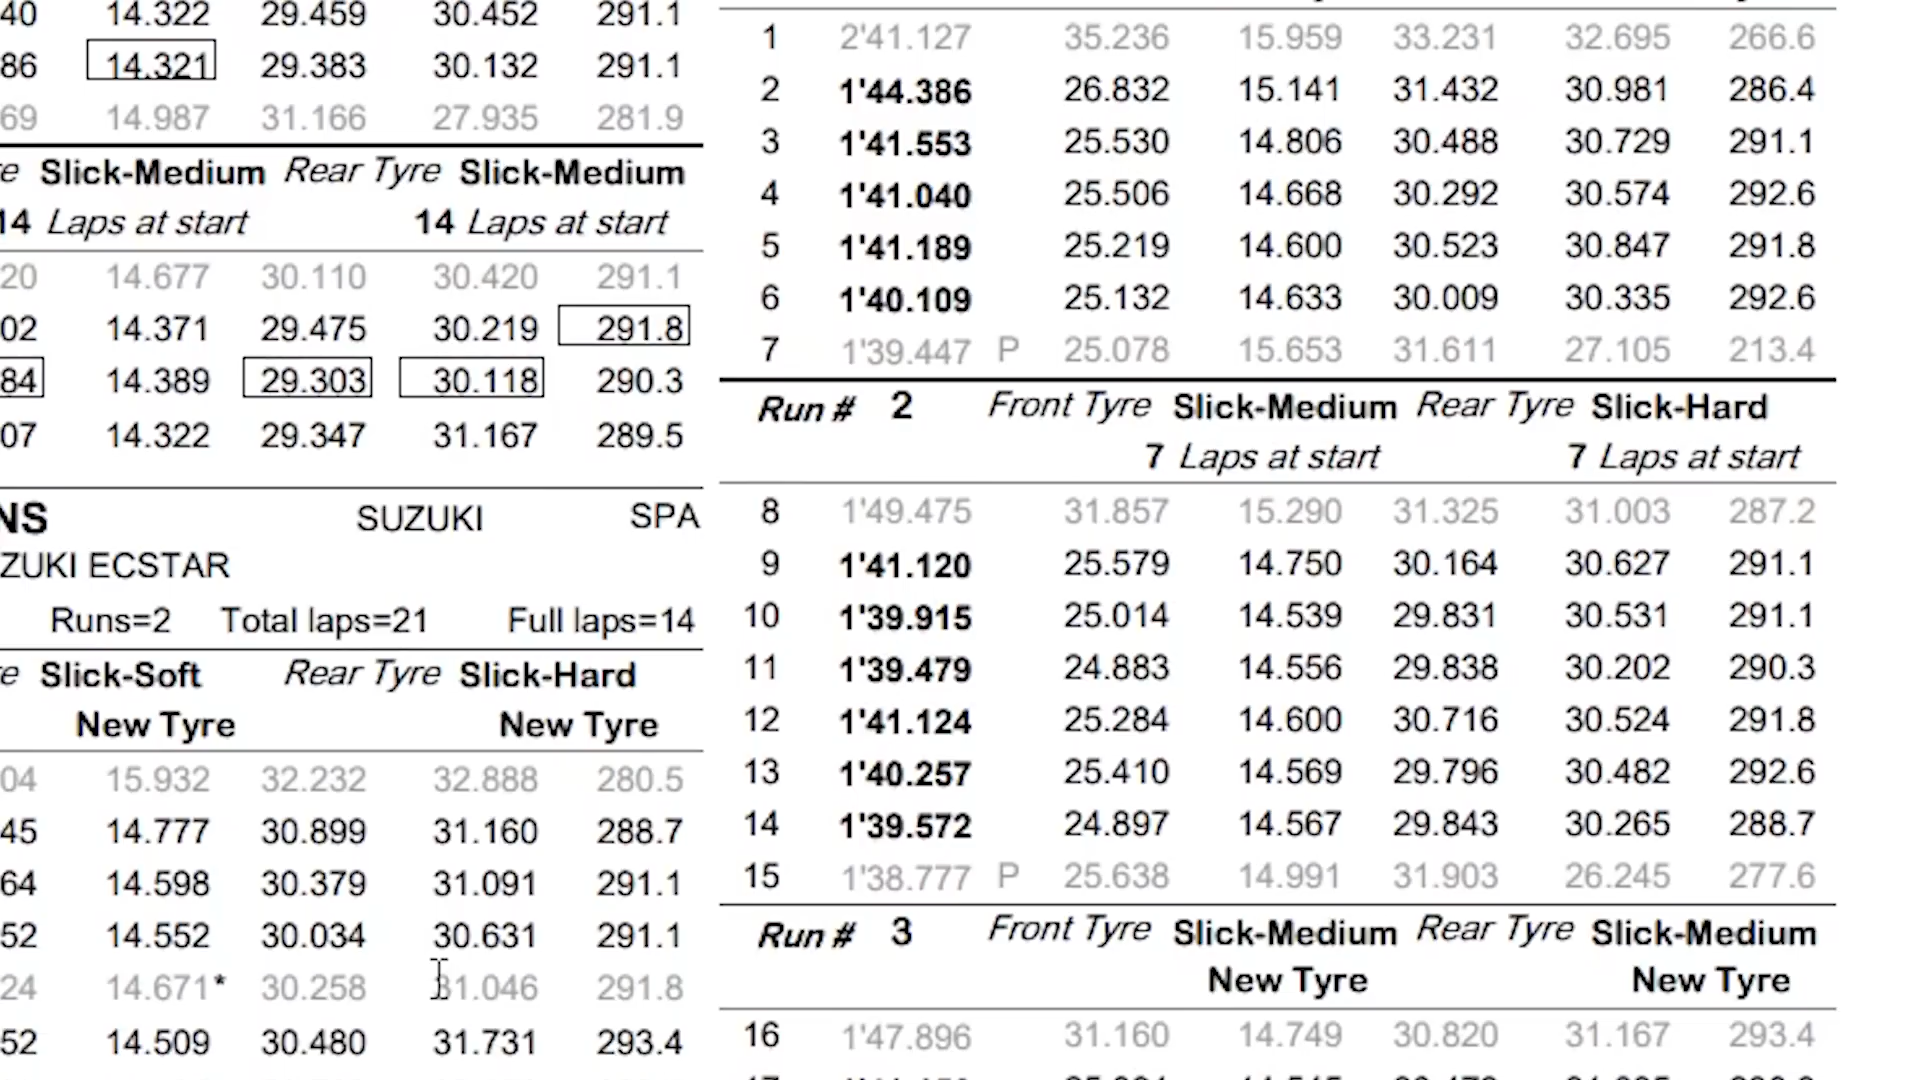 40 14.322 29.459 30.452 291.1
86 14.321 29.383 30.132 291.1
69 14.987 31.166 27.935 281.9
Slick-Medium Rear Tyre Slick-Medium
14 Laps at start 14 Laps at start
20 14.677 30.110 30.420 291.1
02 14.371 29.475 30.219 291.8
84 14.389 29.303 30.118 290.3
07 14.322 29.347 31.167 289.5
NS SUZUKI SPA
ZUKI ECSTAR
Runs=2 Total laps=21 Full laps=14
e Slick-Soft Rear Tyre Slick-Hard
New Tyre New Tyre
04 15.932 32.232 32.888 280.5
45 14.777 30.899 31.160 288.7
64 14.598 30.379 31.091 291.1
52 14.552 30.034 30.631 291.1
24 14.671* 30.258 31.046 291.8
52 14.509 30.480 31.731 293.4
1 2'41.127 35.236 15.959 33.231 32.695 266.6
2 1'44.386 26.832 15.141 31.432 30.981 286.4
3 1'41.553 25.530 14.806 30.488 30.729 291.1
4 1'41.040 25.506 14.668 30.292 30.574 292.6
5 1'41.189 25.219 14.600 30.523 30.847 291.8
6 1'40.109 25.132 14.633 30.009 30.335 292.6
7 1'39.447 P 25.078 15.653 31.611 27.105 213.4
Run # 2 Front Tyre Slick-Medium Rear Tyre Slick-Hard
7 Laps at start 7 Laps at start
8 1'49.475 31.857 15.290 31.325 31.003 287.2
9 1'41.120 25.579 14.750 30.164 30.627 291.1
10 1'39.915 25.014 14.539 29.831 30.531 291.1
11 1'39.479 24.883 14.556 29.838 30.202 290.3
12 1'41.124 25.284 14.600 30.716 30.524 291.8
13 1'40.257 25.410 14.569 29.796 30.482 292.6
14 1'39.572 24.897 14.567 29.843 30.265 288.7
15 1'38.777 P 25.638 14.991 31.903 26.245 277.6
Run # 3 Front Tyre Slick-Medium Rear Tyre Slick-Medium
New Tyre New Tyre
16 1'47.896 31.160 14.749 30.820 31.167 293.4